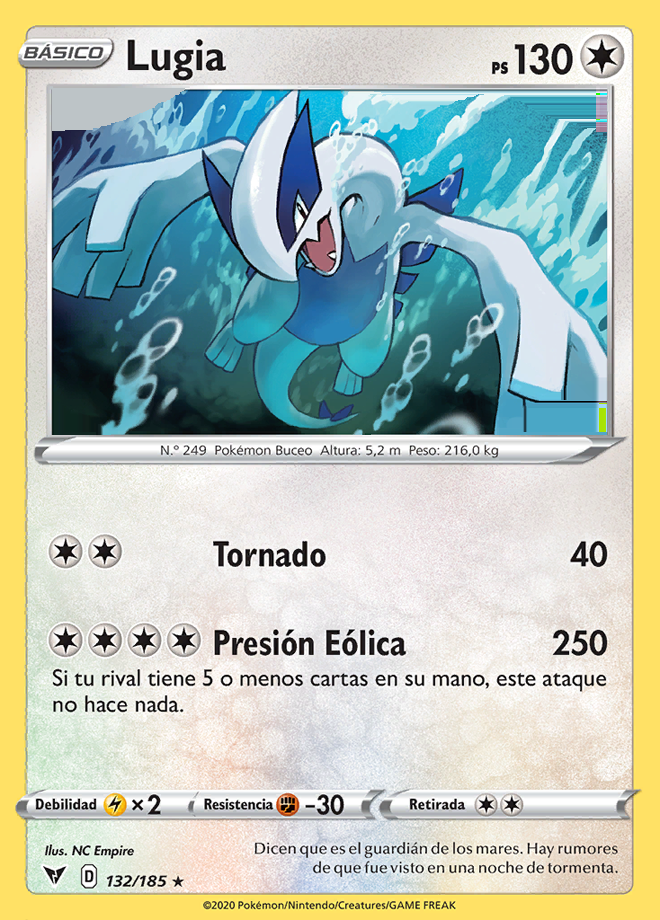 BÁSICO Lugia PS 130
N.º 249 Pokémon Buceo Altura: 5,2 m Peso: 216,0 kg
Tornado 40
Presión Eólica 250
Si tu rival tiene 5 o menos cartas en su mano, este ataque
no hace nada.
Debilidad ×2 Resistencia -30 Retirada
Ilus. NC Empire
Dicen que es el guardián de los mares. Hay rumores
de que fue visto en una noche de tormenta.
D 132/185 ★
©2020 Pokémon/Nintendo/Creatures/GAME FREAK